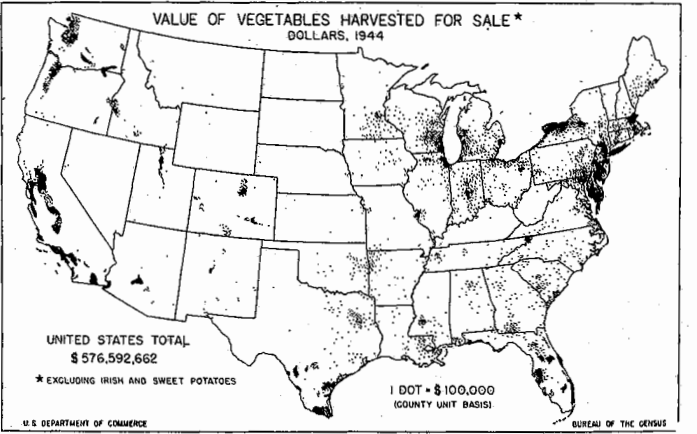 VALUE OF VEGETABLES HARVESTED FOR SALE*
DOLLARS, 1944
UNITED STATES TOTAL
$576,592,662
* EXCLUDING IRISH AND SWEET POTATOES
1 DOT = $100,000
(COUNTY UNIT BASIS)
U.S. DEPARTMENT OF COMMERCE
BUREAU OF THE CENSUS